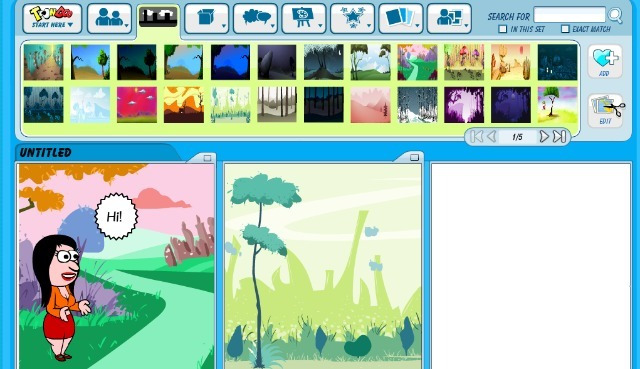 TOONDOO
START HERE
SEARCH FOR
IN THIS SET
EXACT MATCH
ADD
EDIT
1/5
UNTITLED
Hi!